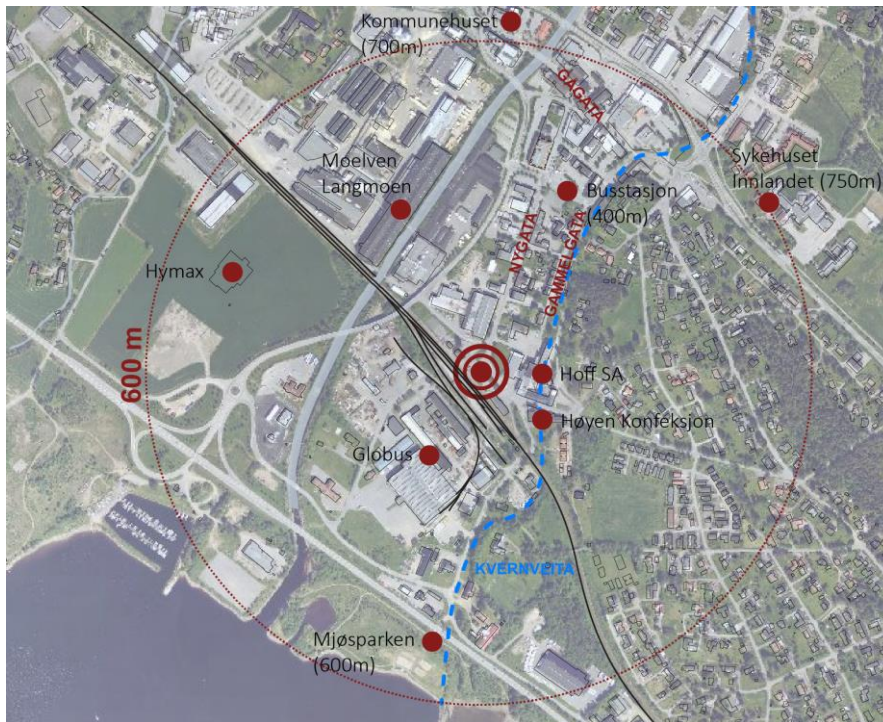 Kommunehuset
(700m)
GÅGATA
Moelven
Langmoen
Busstasjon
(400m)
Sykehuset
Innlandet (750m)
NYGATA
GAMMELGATA
Hymax
600 m
Hoff SA
Høyen Konfeksjon
Globus
KVERNVEITA
Mjøsparken
(600m)